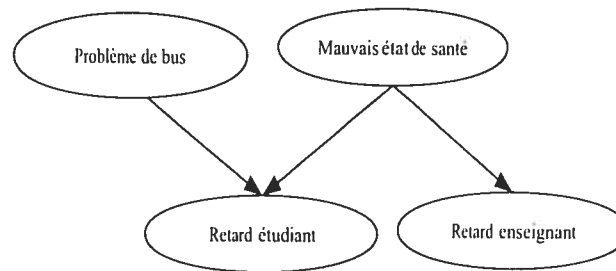 Problème de bus
Mauvais état de santé
Retard étudiant
Retard enseignant